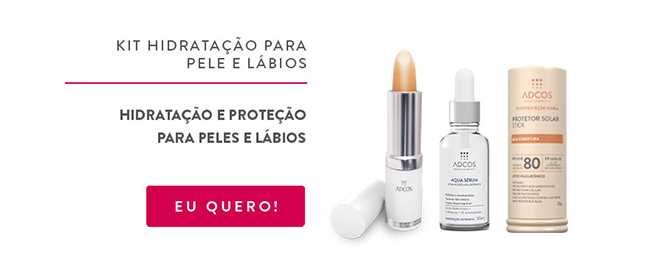 KIT HIDRATAÇÃO PARA
PELE E LÁBIOS
HIDRATAÇÃO E PROTEÇÃO
PARA PELES E LÁBIOS
EU QUERO!
ADCOS
ADCOS
AQUA SÉRUM
ADCOS
PROTETOR SOLAR
STICK
80